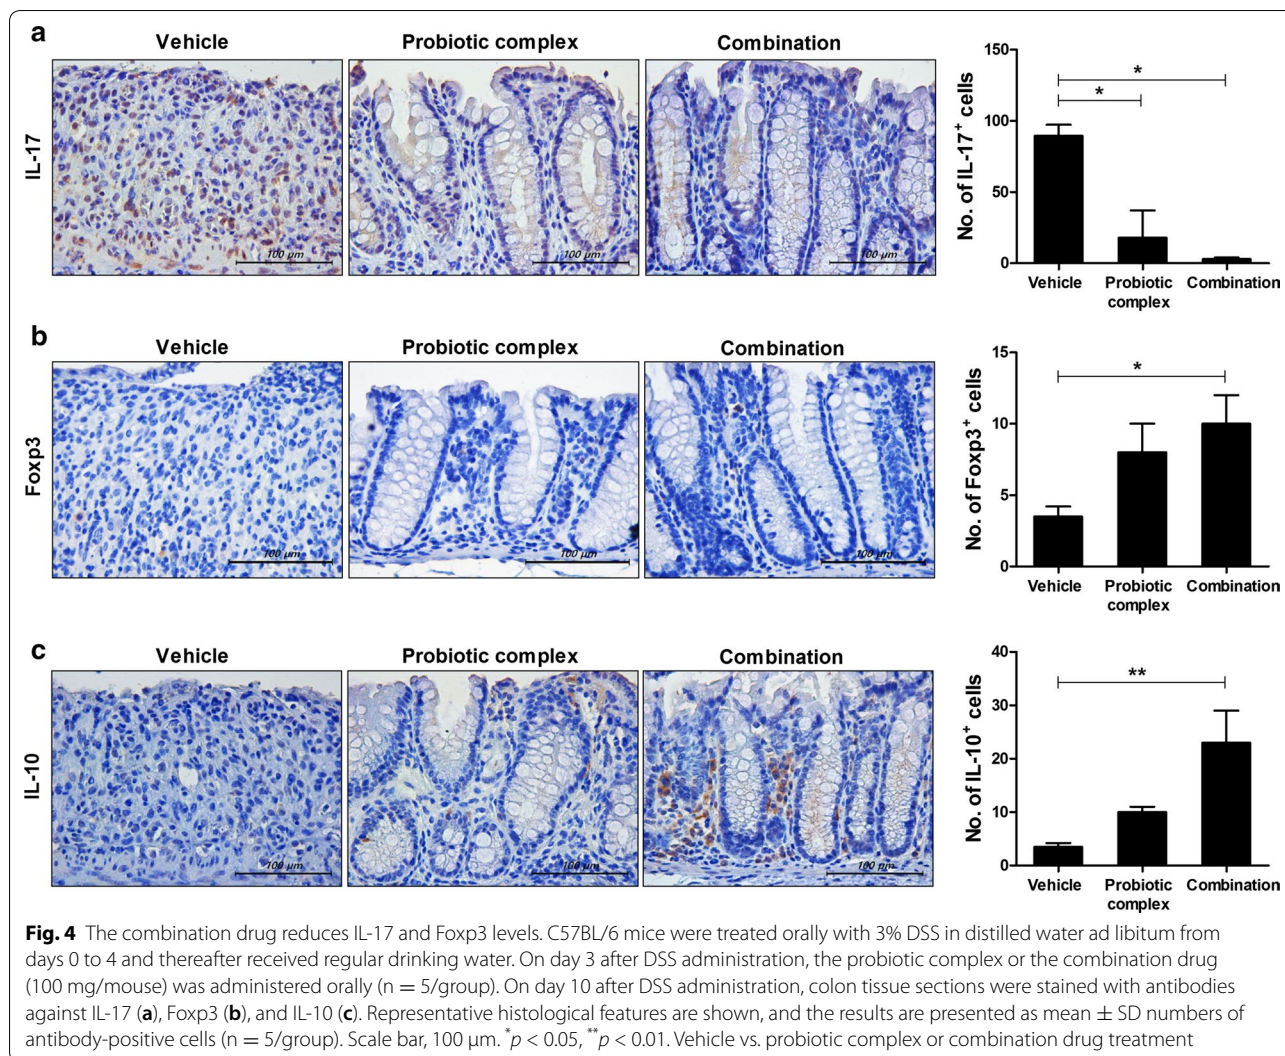 a
Vehicle
Probiotic complex
Combination
IL-17
100 µm
100 µm
100 µm
No. of IL-17+ cells
150
100
50
0
*
*
Vehicle
Probiotic complex
Combination
b
Vehicle
Probiotic complex
Combination
Foxp3
100 µm
100 µm
100 µm
No. of Foxp3+ cells
15
10
5
0
*
Vehicle
Probiotic complex
Combination
c
Vehicle
Probiotic complex
Combination
IL-10
100 µm
100 µm
100 µm
No. of IL-10+ cells
40
30
20
10
0
**
Vehicle
Probiotic complex
Combination
Fig. 4 The combination drug reduces IL-17 and Foxp3 levels. C57BL/6 mice were treated orally with 3% DSS in distilled water ad libitum from
days 0 to 4 and thereafter received regular drinking water. On day 3 after DSS administration, the probiotic complex or the combination drug
(100 mg/mouse) was administered orally (n = 5/group). On day 10 after DSS administration, colon tissue sections were stained with antibodies
against IL-17 (a), Foxp3 (b), and IL-10 (c). Representative histological features are shown, and the results are presented as mean ± SD numbers of
antibody-positive cells (n = 5/group). Scale bar, 100 µm. *p < 0.05, **p < 0.01. Vehicle vs. probiotic complex or combination drug treatment